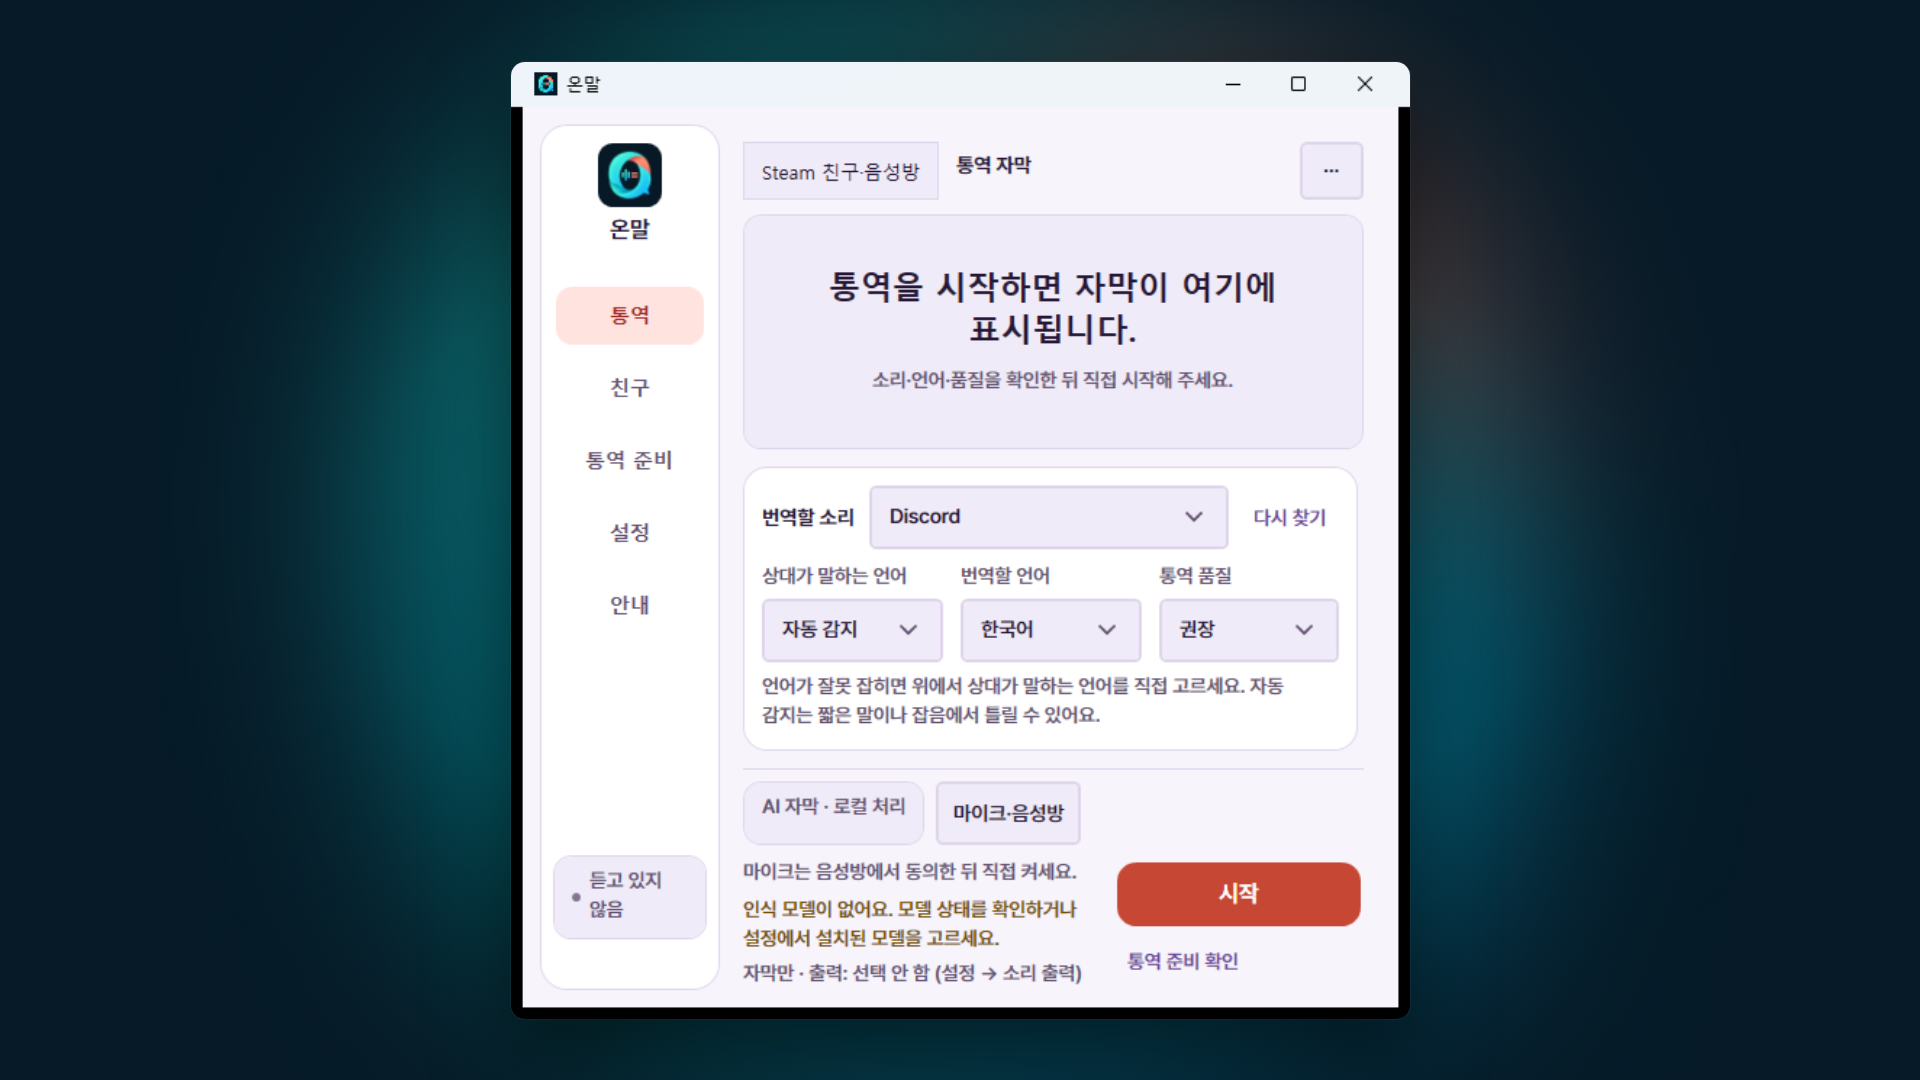 온말
온말
통역
친구
통역 준비
설정
안내
듣고 있지
않음
Steam 친구·음성방
통역 자막
...
통역을 시작하면 자막이 여기에
표시됩니다.
소리·언어·품질을 확인한 뒤 직접 시작해 주세요.
번역할 소리
Discord
다시 찾기
상대가 말하는 언어
번역할 언어
통역 품질
자동 감지
한국어
권장
언어가 잘못 잡히면 위에서 상대가 말하는 언어를 직접 고르세요. 자동
감지는 짧은 말이나 잡음에서 틀릴 수 있어요.
AI 자막 · 로컬 처리
마이크·음성방
마이크는 음성방에서 동의한 뒤 직접 켜세요.
인식 모델이 없어요. 모델 상태를 확인하거나
설정에서 설치된 모델을 고르세요.
자막만 · 출력: 선택 안 함 (설정 → 소리 출력)
시작
통역 준비 확인